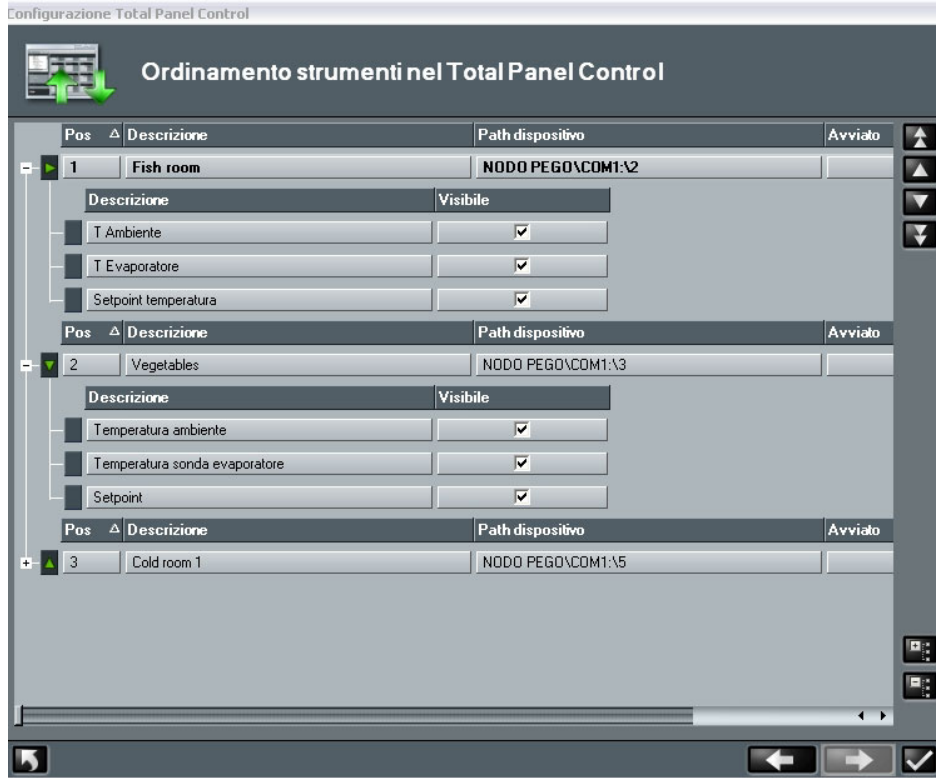 Configurazione Total Panel Control
Ordinamento strumenti nel Total Panel Control
Pos Descrizione Path dispositivo Avviato
1 Fish room NODO PEGO\COM1:\2
Descrizione Visibile
T Ambiente
T Evaporatore
Setpoint temperatura
Pos Descrizione Path dispositivo Avviato
2 Vegetables NODO PEGO\COM1:\3
Descrizione Visibile
Temperatura ambiente
Temperatura sonda evaporatore
Setpoint
Pos Descrizione Path dispositivo Avviato
3 Cold room 1 NODO PEGO\COM1:\5